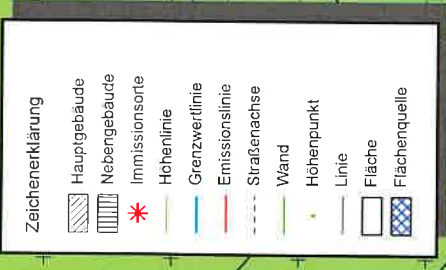 Zeichenerklärung
Hauptgebäude
Nebengebäude
Immissionsorte
Höhenlinie
Grenzwertlinie
Emissionslinie
Straßenachse
Wand
Höhenpunkt
Linie
Fläche
Flächenquelle